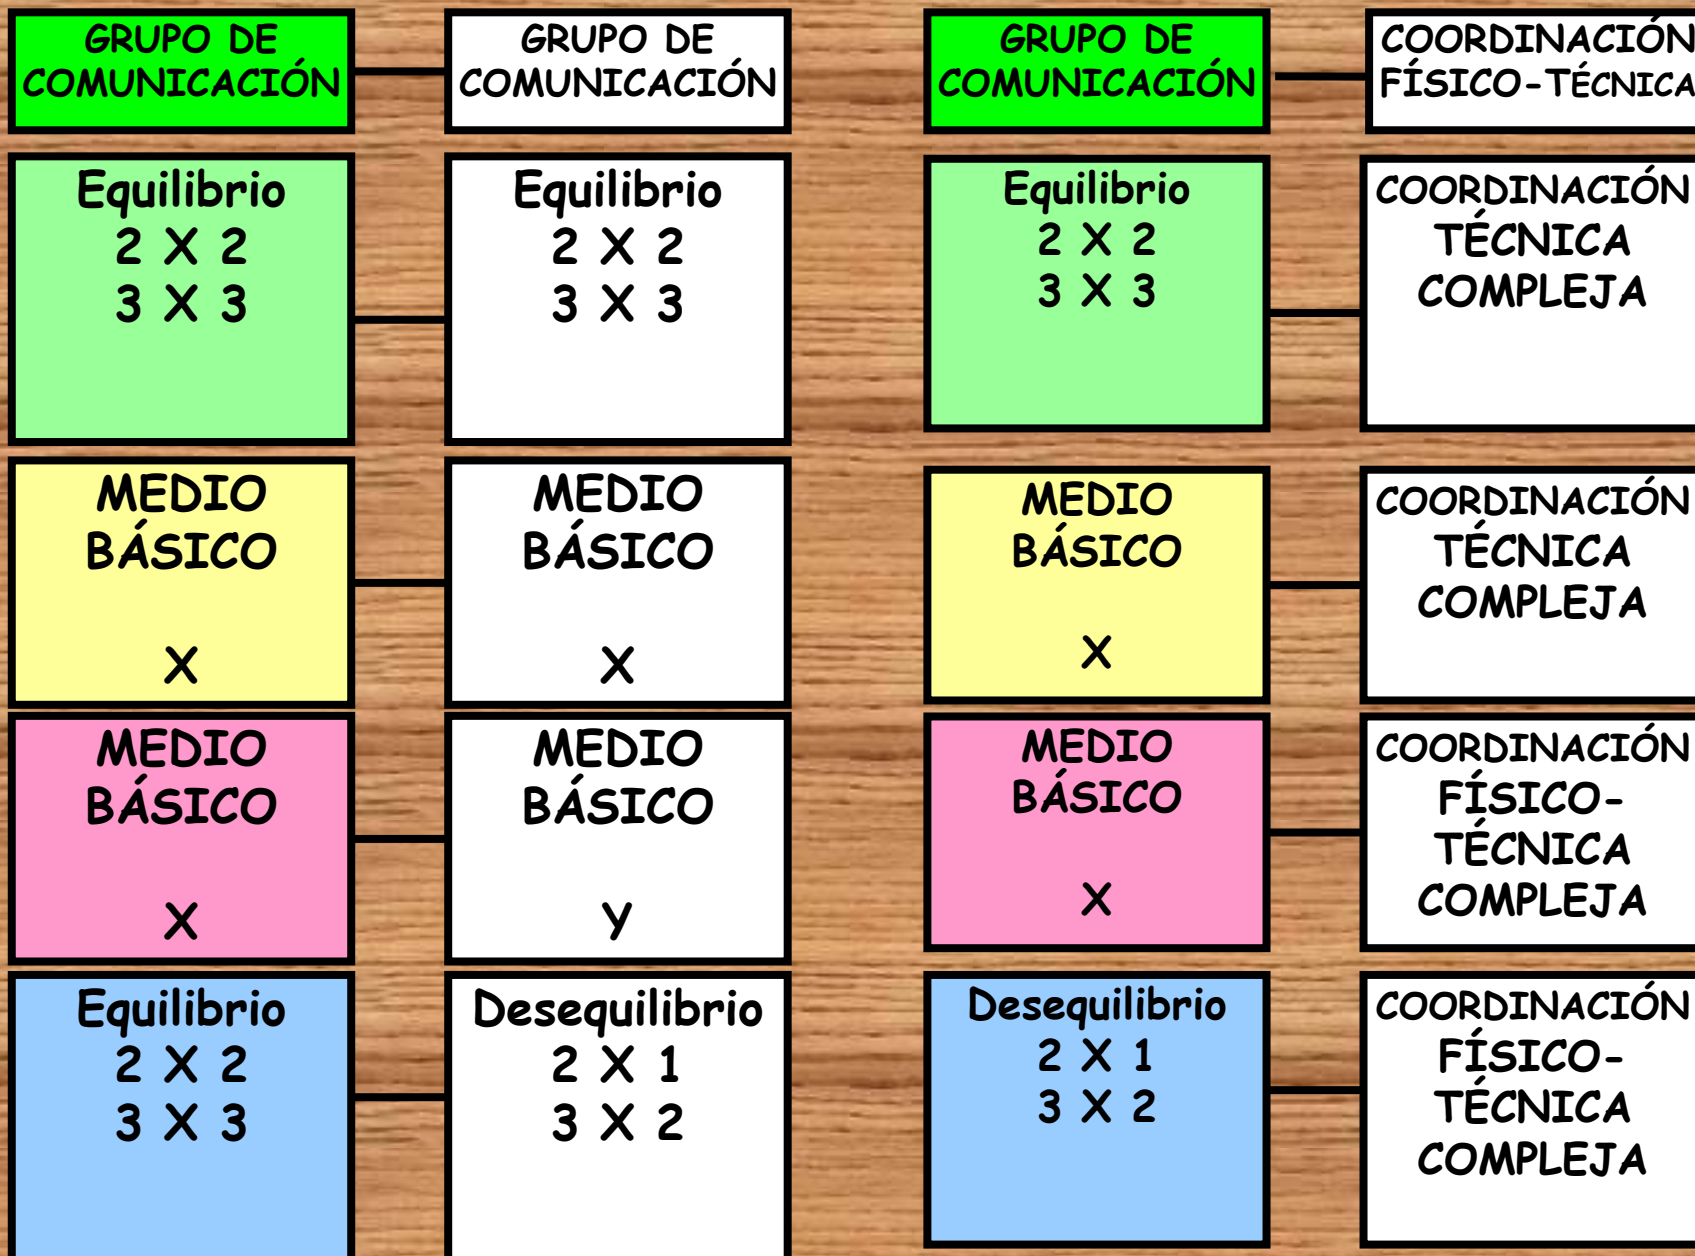 GRUPO DE
COMUNICACIÓN
GRUPO DE
COMUNICACIÓN
GRUPO DE
COMUNICACIÓN
COORDINACIÓN
FÍSICO-TÉCNICA
Equilibrio
2 X 2
3 X 3
Equilibrio
2 X 2
3 X 3
Equilibrio
2 X 2
3 X 3
COORDINACIÓN
TÉCNICA
COMPLEJA
MEDIO
BÁSICO
X
MEDIO
BÁSICO
X
MEDIO
BÁSICO
X
COORDINACIÓN
TÉCNICA
COMPLEJA
MEDIO
BÁSICO
X
MEDIO
BÁSICO
Y
MEDIO
BÁSICO
X
COORDINACIÓN
FÍSICO-
TÉCNICA
COMPLEJA
Equilibrio
2 X 2
3 X 3
Desequilibrio
2 X 1
3 X 2
Desequilibrio
2 X 1
3 X 2
COORDINACIÓN
FÍSICO-
TÉCNICA
COMPLEJA